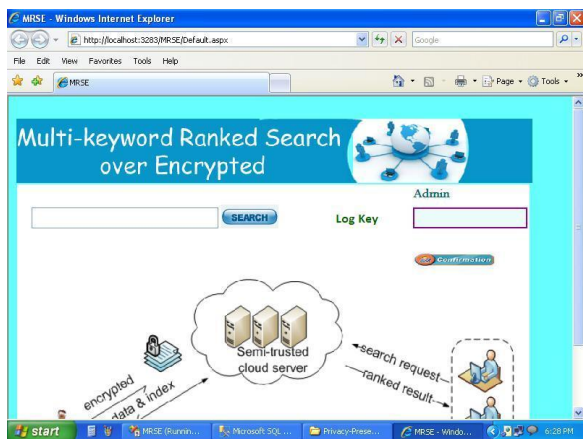 MRSE - Windows Internet Explorer
http://localhost:3283/MRSE/Default.aspx
Google
File Edit View Favorites Tools Help
MRSE
Page Tools
Multi-keyword Ranked Search
over Encrypted
Admin
SEARCH
Log Key
Confirmation
Semi-trusted
cloud server
search request
ranked result
encrypted
data & index
start
MRSE (Runnin...
Microsoft SQL ...
Privacy-Prese...
MRSE - Windo...
6:28 PM